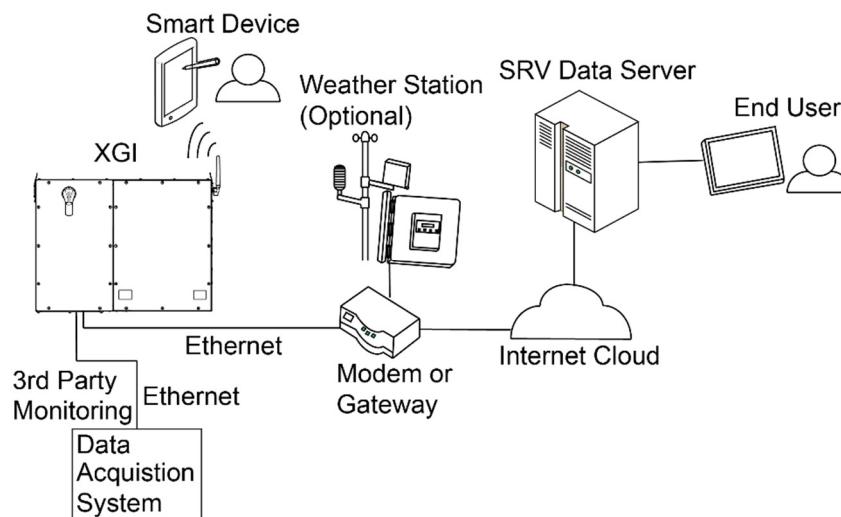 Smart Device
XGI
Weather Station
(Optional)
SRV Data Server
End User
Ethernet
Modem or
Gateway
Internet Cloud
3rd Party
Monitoring
Ethernet
Data
Acquistion
System